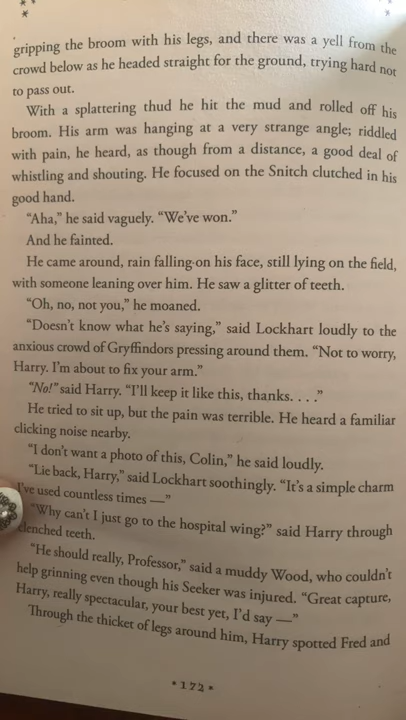 gripping the broom with his legs, and there was a yell from the
crowd below as he headed straight for the ground, trying hard not
to pass out.
With a splattering thud he hit the mud and rolled off his
broom. His arm was hanging at a very strange angle; riddled
with pain, he heard, as though from a distance, a good deal of
whistling and shouting. He focused on the Snitch clutched in his
good hand.
“Aha,” he said vaguely. “We’ve won.”
And he fainted.
He came around, rain falling on his face, still lying on the field,
with someone leaning over him. He saw a glitter of teeth.
“Oh, no, not you,” he moaned.
“Doesn’t know what he’s saying,” said Lockhart loudly to the
anxious crowd of Gryffindors pressing around them. “Not to worry,
Harry. I’m about to fix your arm.”
“No!” said Harry. “I’ll keep it like this, thanks. . . .”
He tried to sit up, but the pain was terrible. He heard a familiar
clicking noise nearby.
“I don’t want a photo of this, Colin,” he said loudly.
“Lie back, Harry,” said Lockhart soothingly. “It’s a simple charm
I’ve used countless times —”
“Why can’t I just go to the hospital wing?” said Harry through
clenched teeth.
“He should really, Professor,” said a muddy Wood, who couldn’t
help grinning even though his Seeker was injured. “Great capture,
Harry, really spectacular, your best yet, I’d say —”
Through the thicket of legs around him, Harry spotted Fred and
* 172 *